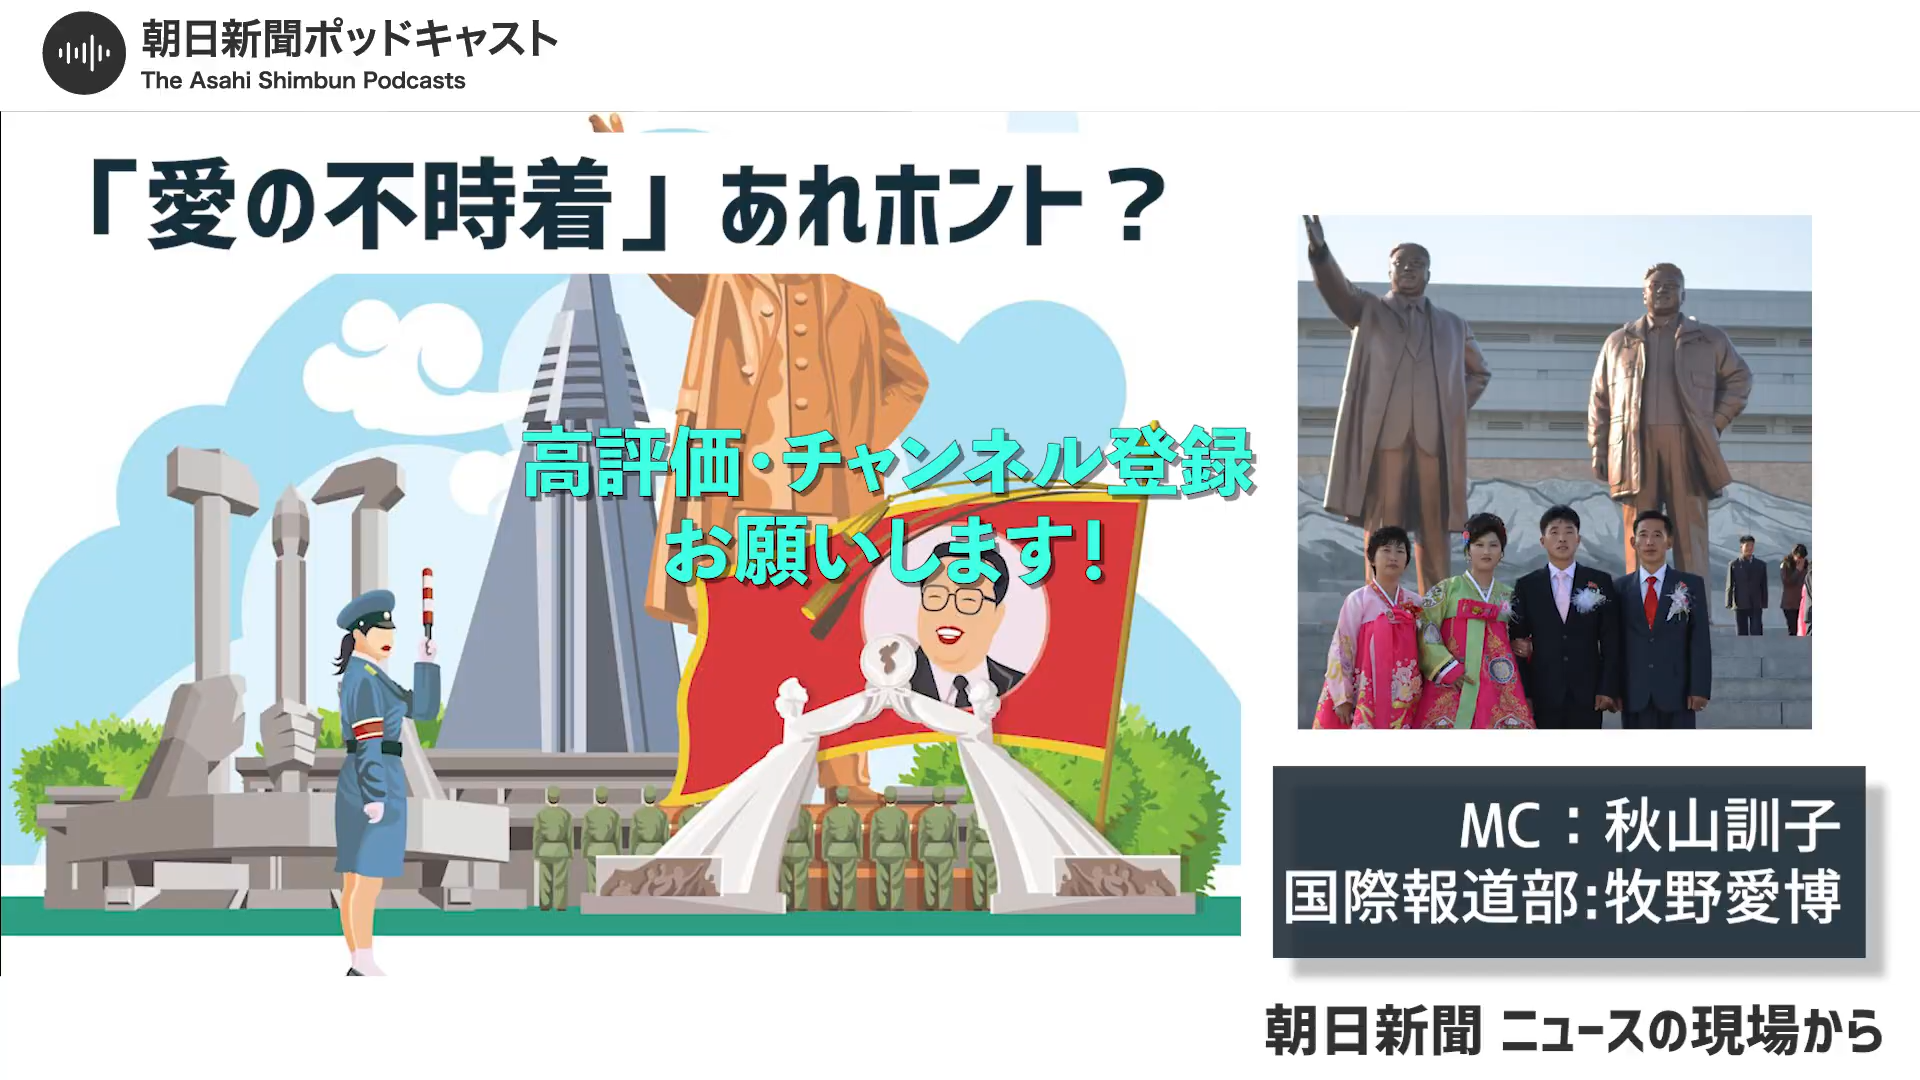 朝日新聞ポッドキャスト
The Asahi Shimbun Podcasts
「愛の不時着」あれホント？
高評価・チャンネル登録
お願いします！
MC：秋山訓子
国際報道部:牧野愛博
朝日新聞 ニュースの現場から